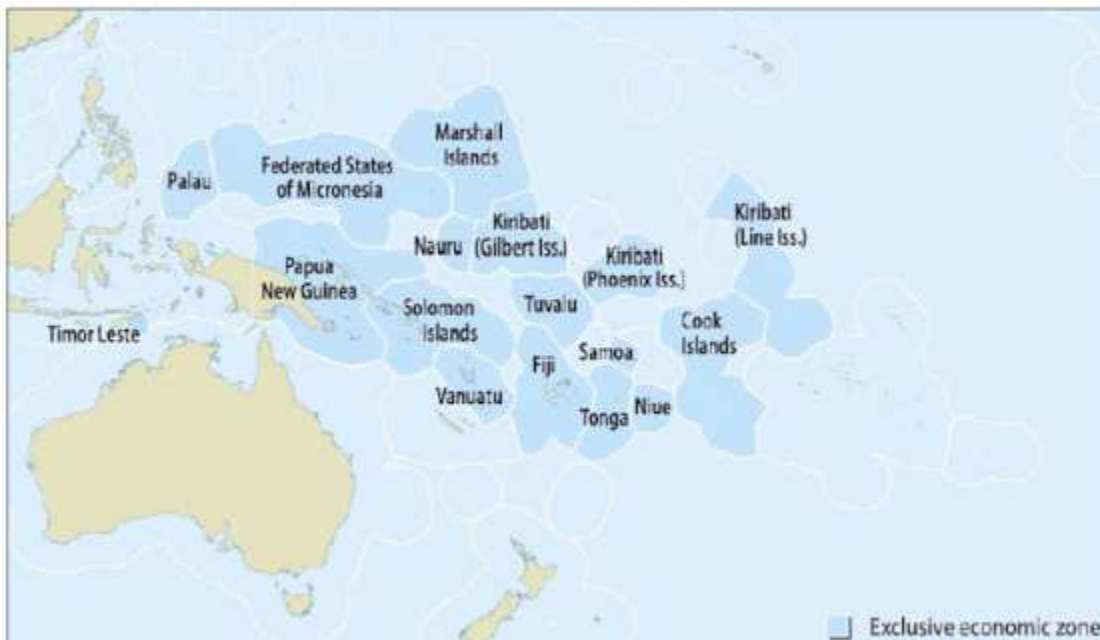 Marshall
Islands
Federated States
of Micronesia
Palau
Kiribati
(Line Iss.)
Kiribati
(Gilbert Iss.)
Nauru
Kiribati
(Phoenix Iss.)
Papua
New Guinea
Tuvalu
Solomon
Islands
Cook
Islands
Timor Leste
Samoa
Fiji
Vanuatu
Niue
Tonga
Exclusive economic zone